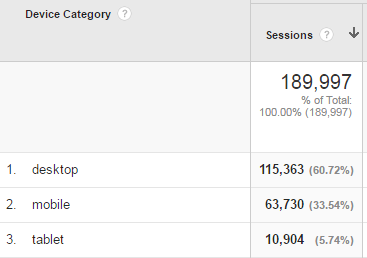 Device Category ?
Sessions ?
189,997
% of Total:
100.00% (189,997)
1. desktop 115,363 (60.72%)
2. mobile 63,730 (33.54%)
3. tablet 10,904 (5.74%)